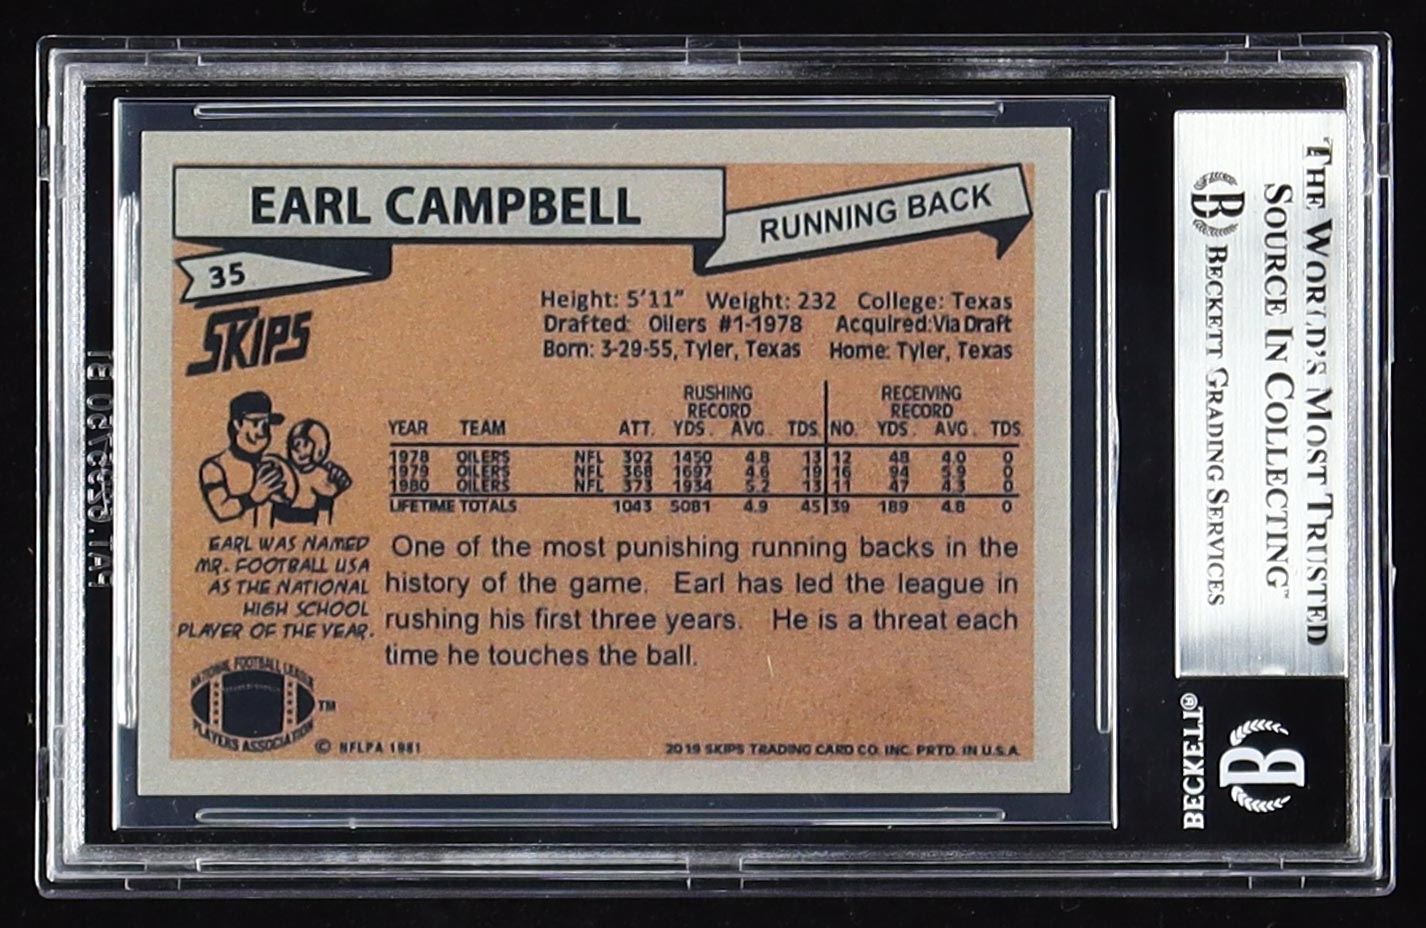 EARL CAMPBELL
RUNNING BACK
35
SKIPS
Height: 5'11" Weight: 232 College: Texas
Drafted: Oilers #1-1978 Acquired:Via Draft
Born: 3-29-55, Tyler, Texas Home: Tyler, Texas
RUSHING RECORD RECEIVING RECORD
YEAR TEAM ATT. YDS. AVG. TDS. NO. YDS. AVG. TDS.
1978 OILERS NFL 302 1450 4.8 13 12 48 4.0 0
1979 OILERS NFL 368 1697 4.6 19 16 94 5.9 0
1980 OILERS NFL 373 1934 5.2 13 11 47 4.3 0
LIFETIME TOTALS 1043 5081 4.9 45 39 189 4.8 0
EARL WAS NAMED
MR. FOOTBALL USA
AS THE NATIONAL
HIGH SCHOOL
PLAYER OF THE YEAR.
One of the most punishing running backs in the
history of the game. Earl has led the league in
rushing his first three years. He is a threat each
time he touches the ball.
NATIONAL FOOTBALL LEAGUE
PLAYERS ASSOCIATION
TM
© NFLPA 1981
2019 SKIPS TRADING CARD CO. INC. PRTD. IN U.S.A.
THE WORLD'S MOST TRUSTED
SOURCE IN COLLECTING™
B BECKETT GRADING SERVICES
BECKETT®
B